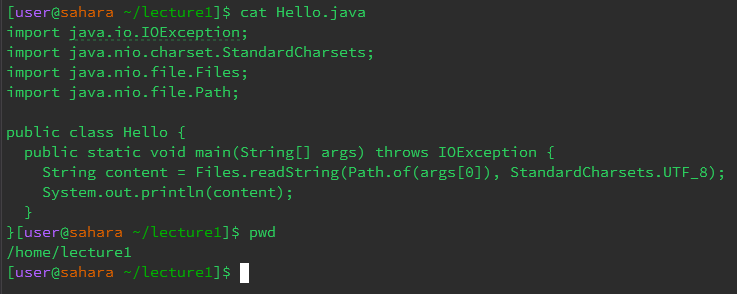 [user@sahara ~/lecture1]$ cat Hello.java
import java.io.IOException;
import java.nio.charset.StandardCharsets;
import java.nio.file.Files;
import java.nio.file.Path;

public class Hello {
  public static void main(String[] args) throws IOException {
    String content = Files.readString(Path.of(args[0]), StandardCharsets.UTF_8);
    System.out.println(content);
  }
}[user@sahara ~/lecture1]$ pwd
/home/lecture1
[user@sahara ~/lecture1]$